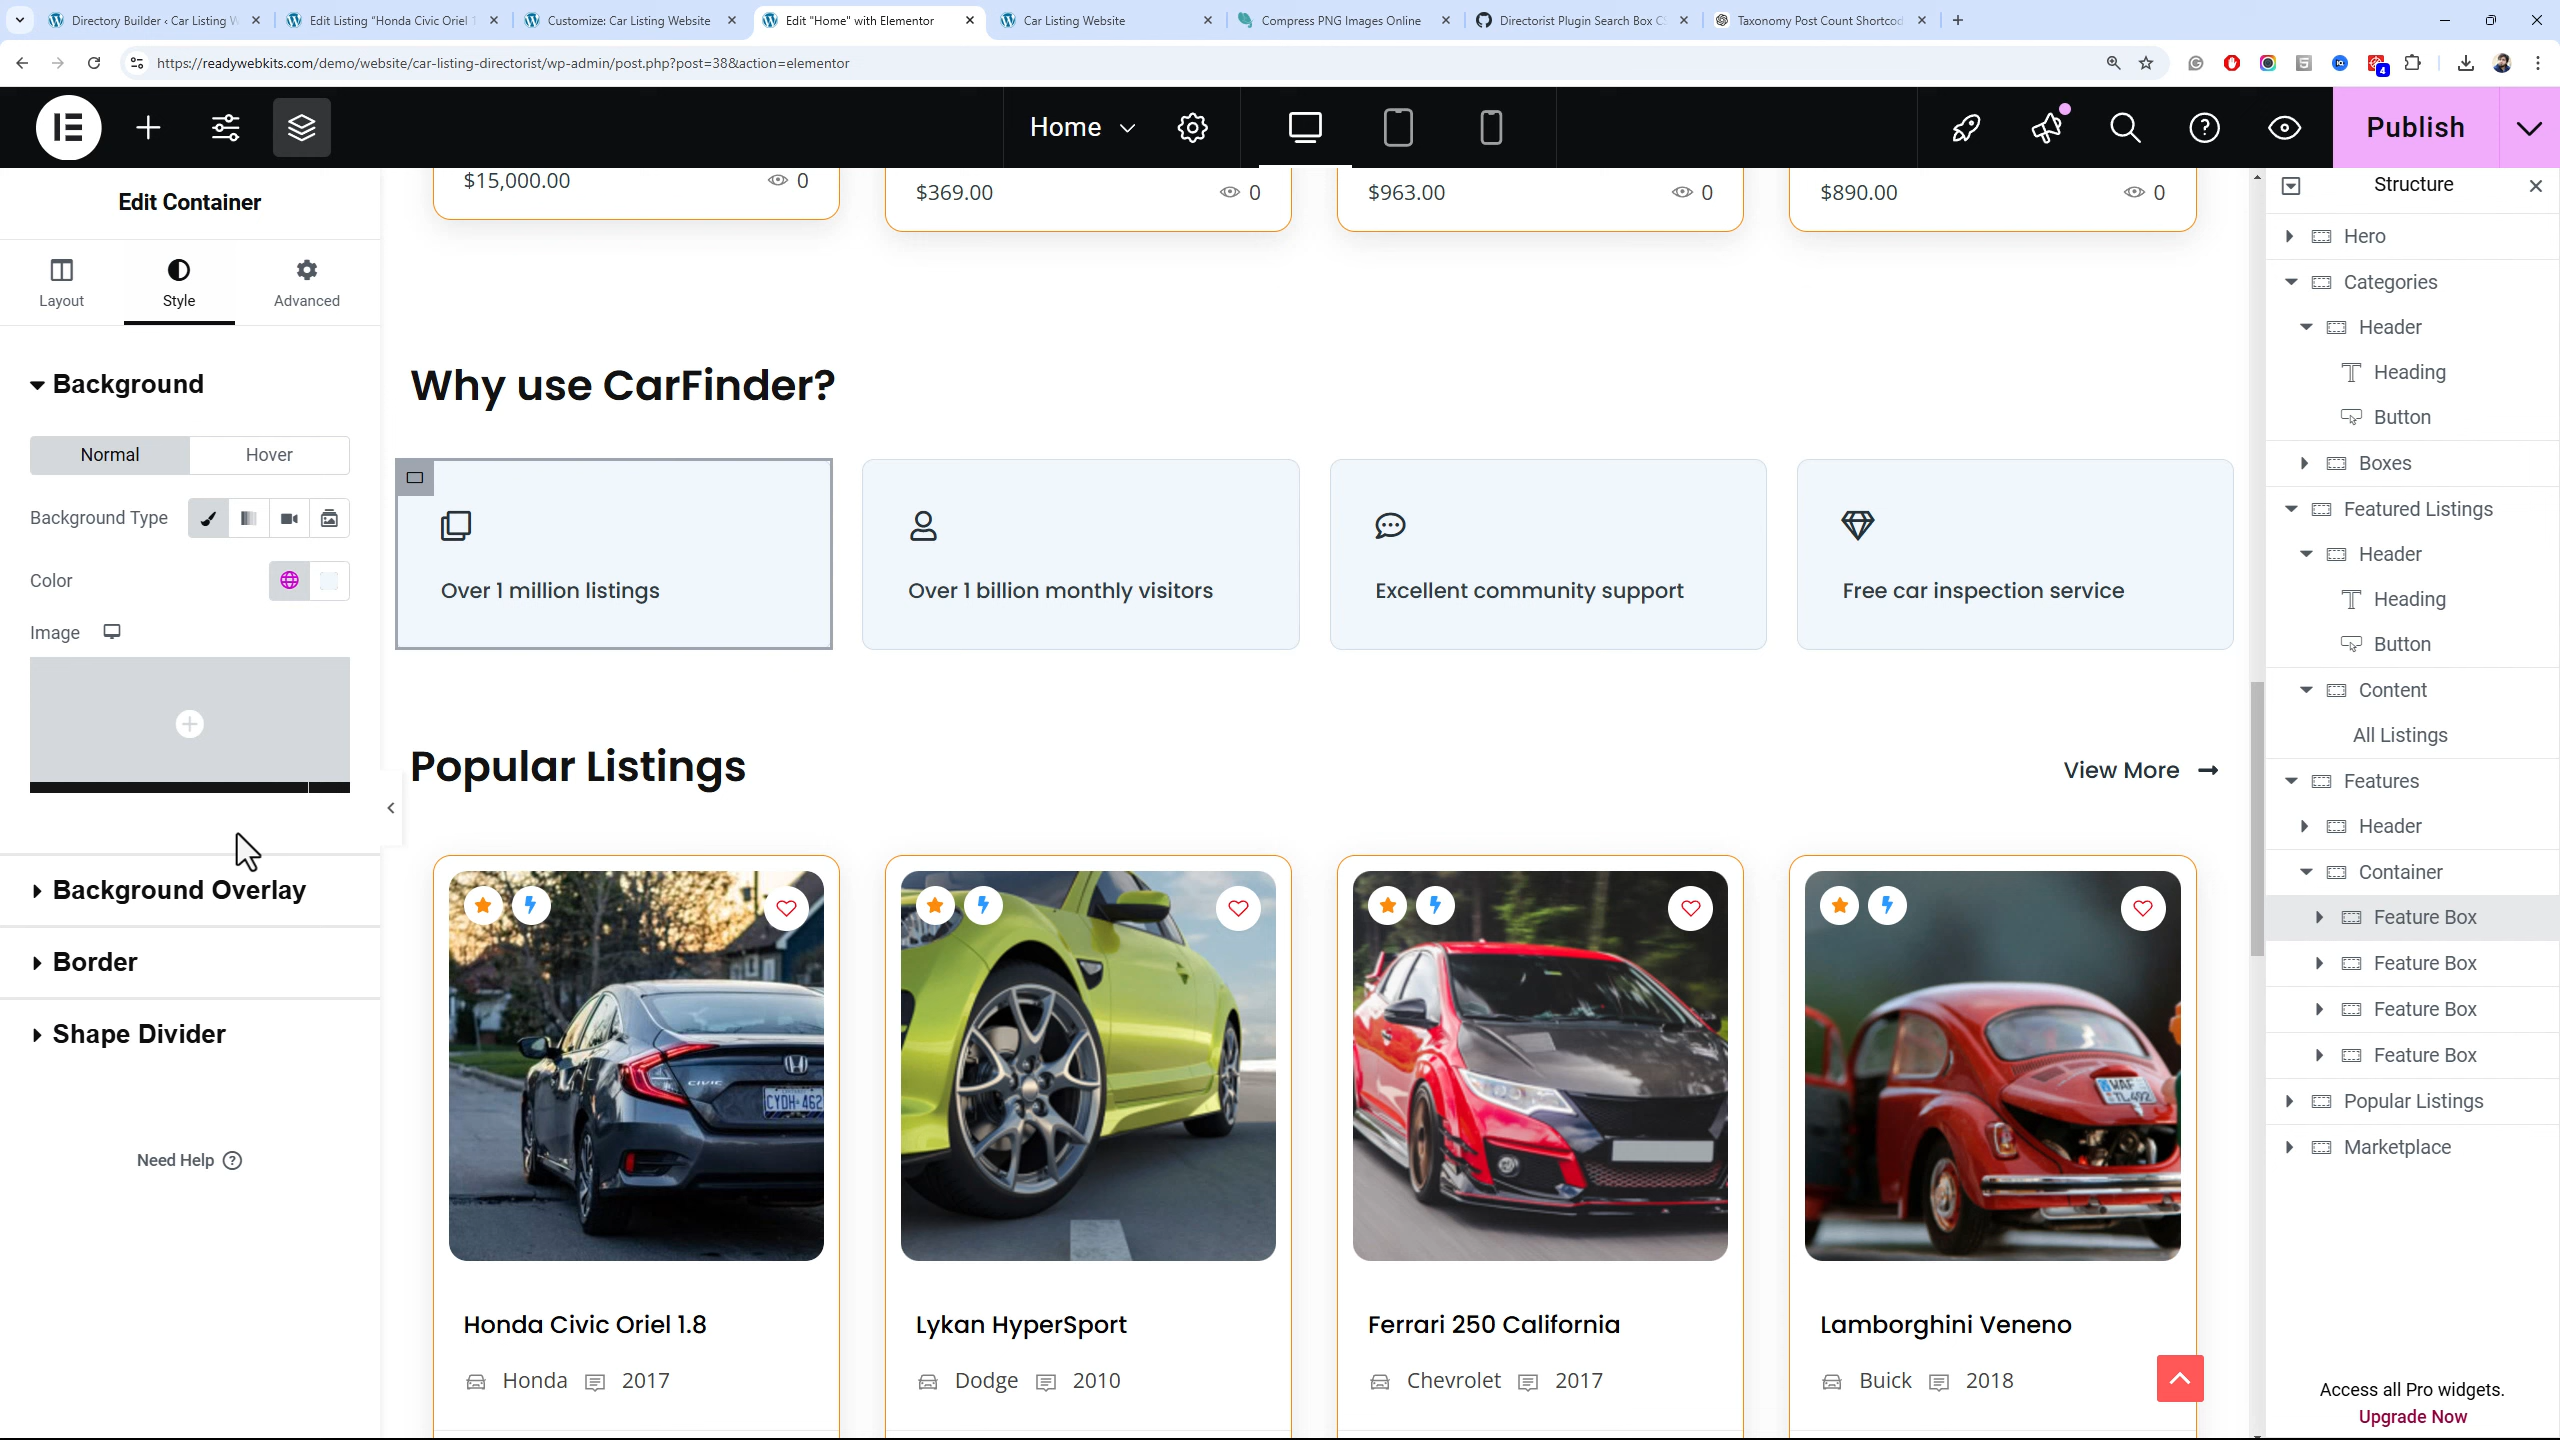 Directory Builder ‹ Car Listing W
Edit Listing "Honda Civic Oriel 1
Customize: Car Listing Website
Edit "Home" with Elementor
Car Listing Website
Compress PNG Images Online
Directorist Plugin Search Box C
Taxonomy Post Count Shortcod
https://readywebkits.com/demo/website/car-listing-directorist/wp-admin/post.php?post=38&action=elementor
4
Home
Publish
Edit Container
Layout
Style
Advanced
Background
Normal
Hover
Background Type
Color
Image
Background Overlay
Border
Shape Divider
Need Help
$15,000.00
0
$369.00
0
$963.00
0
$890.00
0
Why use CarFinder?
Over 1 million listings
Over 1 billion monthly visitors
Excellent community support
Free car inspection service
Popular Listings
View More
CIVIC
CYDH·462
Honda Civic Oriel 1.8
Honda
2017
Lykan HyperSport
Dodge
2010
Ferrari 250 California
Chevrolet
2017
Lamborghini Veneno
Buick
2018
Structure
Hero
Categories
Header
Heading
Button
Boxes
Featured Listings
Header
Heading
Button
Content
All Listings
Features
Header
Container
Feature Box
Feature Box
Feature Box
Feature Box
Popular Listings
Marketplace
Access all Pro widgets.
Upgrade Now